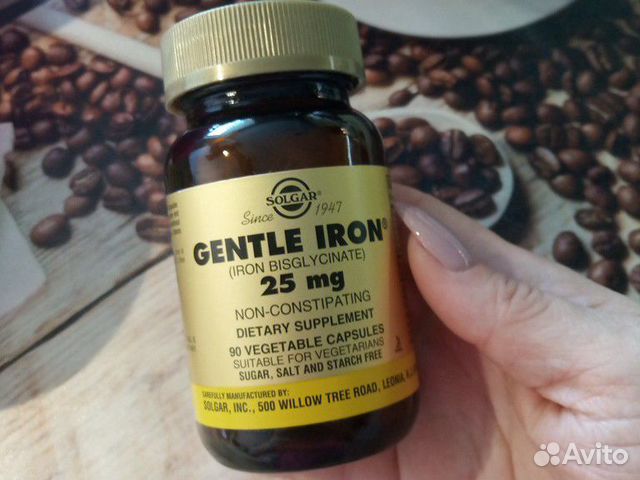 SOLGAR®
Since 1947
GENTLE IRON®
(IRON BISGLYCINATE)
25 mg
NON-CONSTIPATING
DIETARY SUPPLEMENT
90 VEGETABLE CAPSULES
SUITABLE FOR VEGETARIANS
SUGAR, SALT AND STARCH FREE
CAREFULLY MANUFACTURED BY:
SOLGAR, INC., 500 WILLOW TREE ROAD, LEONIA, N.J.
Avito